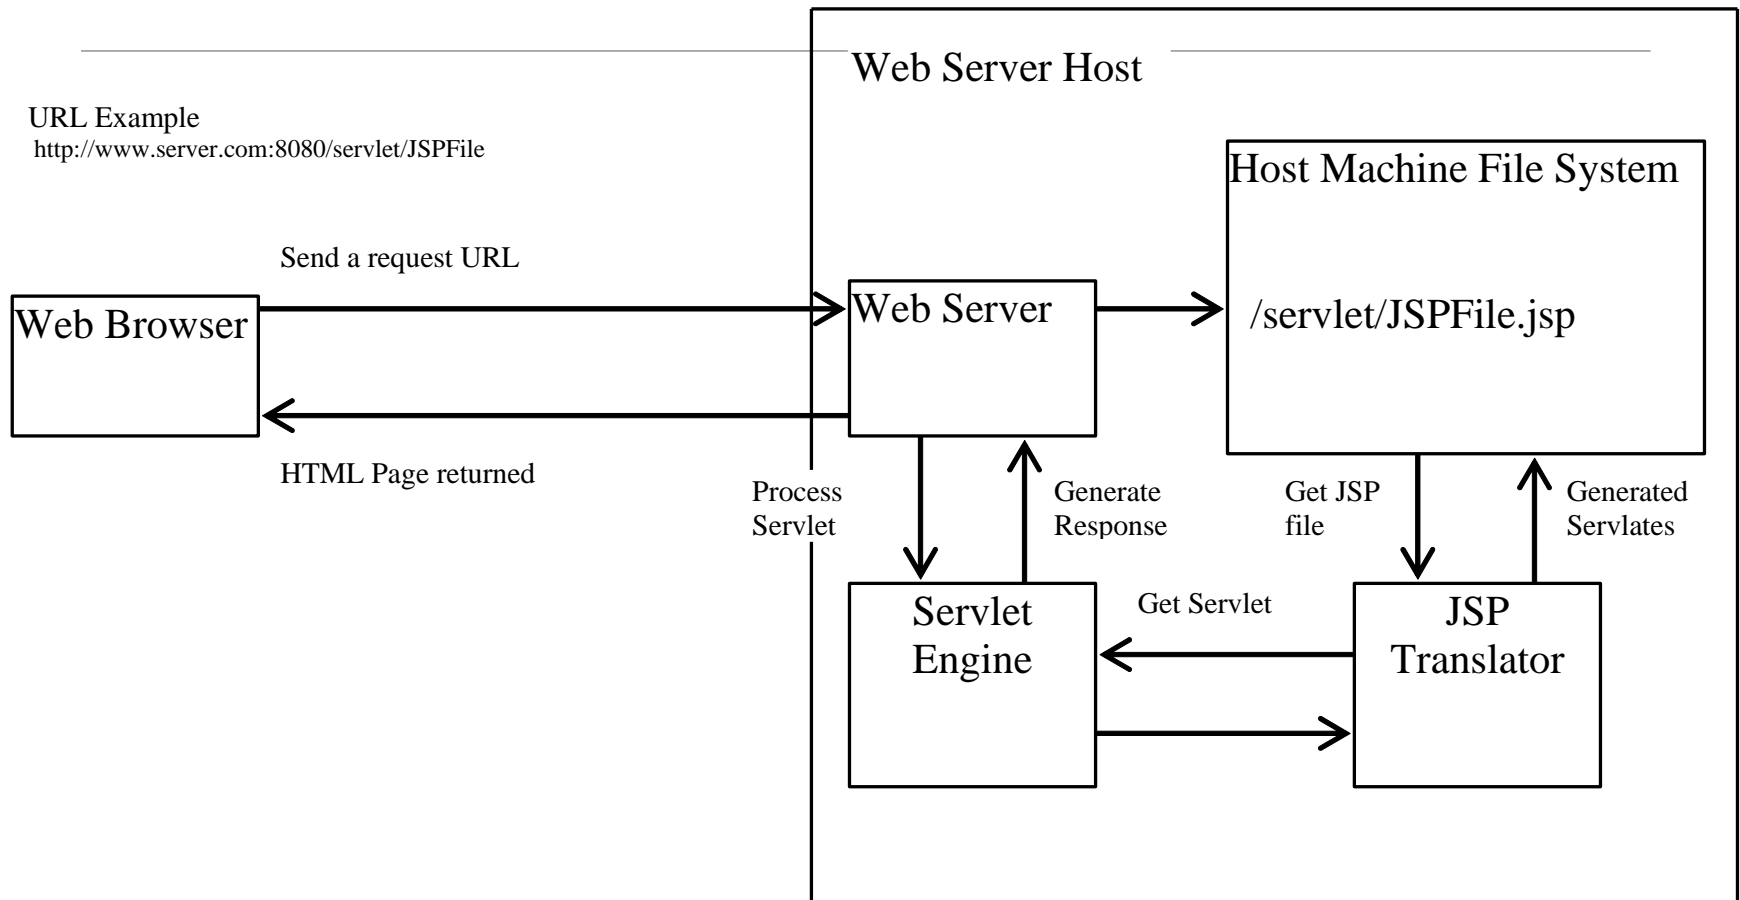 Web Server Host
URL Example
http://www.server.com:8080/servlet/JSPFile
Host Machine File System
Send a request URL
Web Browser
Web Server
/servlet/JSPFile.jsp
HTML Page returned
Process
Servlet
Generate
Response
Get JSP
file
Generated
Servlates
Servlet
Engine
Get Servlet
JSP
Translator